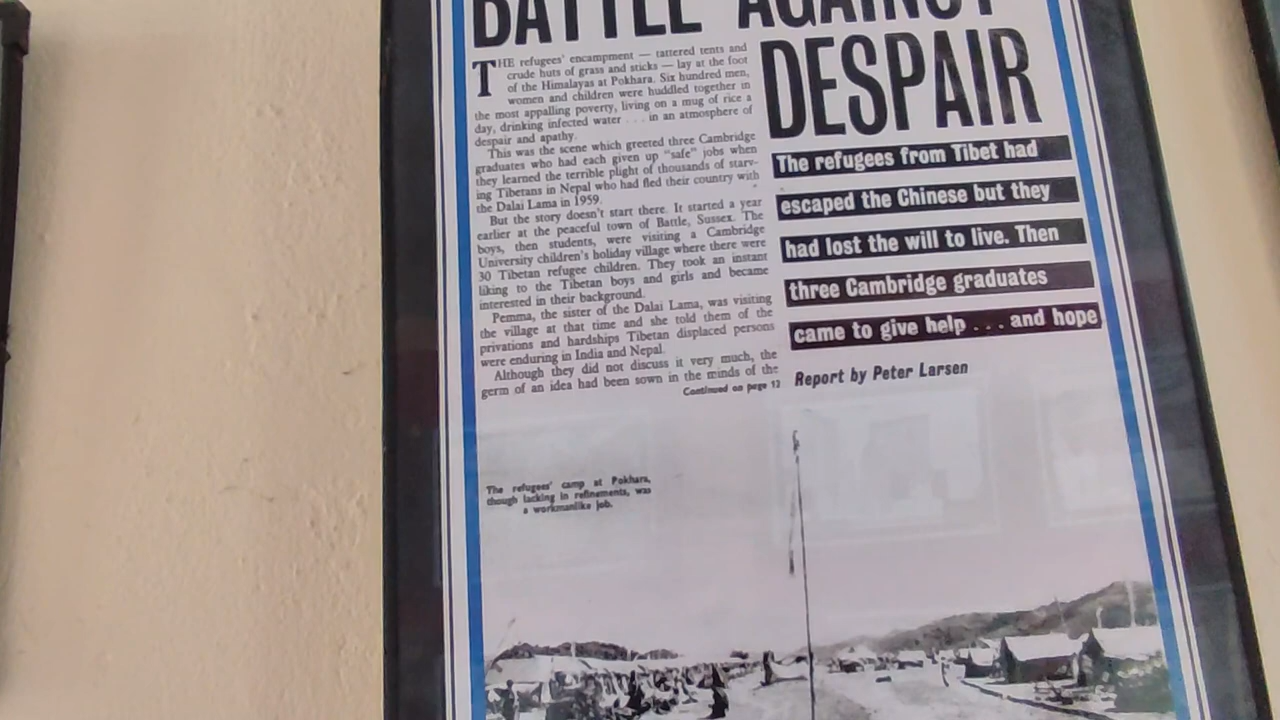 BATTLE AGAINST
DESPAIR
THE refugees' encampment — tattered tents and
crude huts of grass and sticks — lay at the foot
of the Himalayas at Pokhara. Six hundred men,
women and children were huddled together in
the most appalling poverty, living on a mug of rice a
day, drinking infected water . . . in an atmosphere of
despair and apathy.
This was the scene which greeted three Cambridge
graduates who had each given up "safe" jobs when
they learned the terrible plight of thousands of starv-
ing Tibetans in Nepal who had fled their country with
the Dalai Lama in 1959.
But the story doesn't start there. It started a year
earlier at the peaceful town of Battle, Sussex. The
boys, then students, were visiting a Cambridge
University children's holiday village where there were
30 Tibetan refugee children. They took an instant
liking to the Tibetan boys and girls and became
interested in their background.
Pemma, the sister of the Dalai Lama, was visiting
the village at that time and she told them of the
privations and hardships Tibetan displaced persons
were enduring in India and Nepal.
Although they did not discuss it very much, the
germ of an idea had been sown in the minds of the
Continued on page 12
The refugees from Tibet had
escaped the Chinese but they
had lost the will to live. Then
three Cambridge graduates
came to give help . . . and hope
Report by Peter Larsen
The refugees' camp at Pokhara,
though lacking in refinements, was
a workmanlike job.